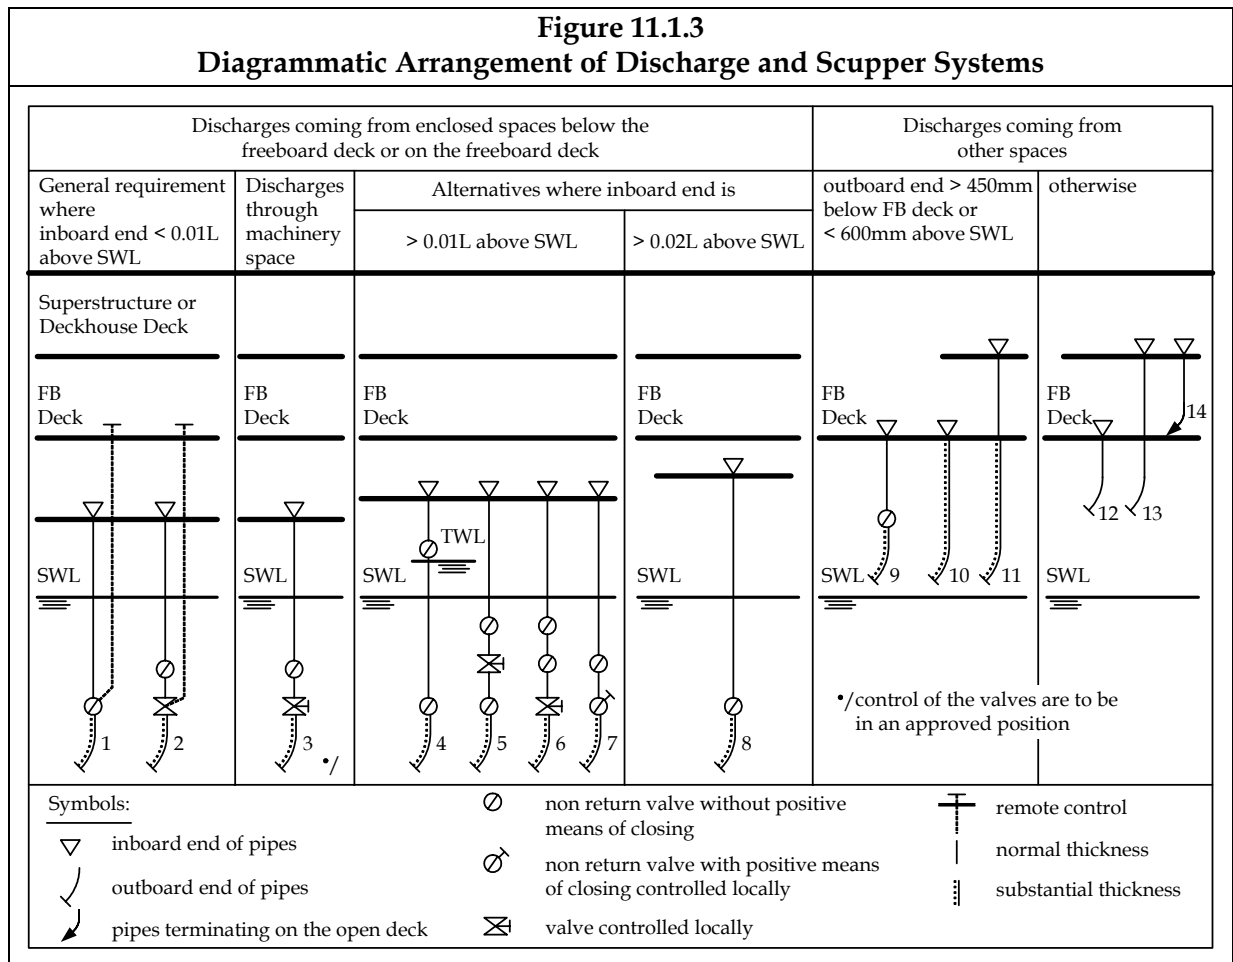 Figure 11.1.3
Diagrammatic Arrangement of Discharge and Scupper Systems
Discharges coming from enclosed spaces below the
freeboard deck or on the freeboard deck
Discharges coming from
other spaces
General requirement
where
inboard end < 0.01L
above SWL
Discharges
through
machinery
space
Alternatives where inboard end is
> 0.01L above SWL
> 0.02L above SWL
outboard end > 450mm
below FB deck or
< 600mm above SWL
otherwise
Superstructure or
Deckhouse Deck
FB
Deck
FB
Deck
FB
Deck
FB
Deck
FB
Deck
FB
Deck
14
12
13
TWL
SWL
SWL
SWL
SWL
SWL
9
10
11
SWL
•/control of the valves are to be
in an approved position
1
2
3
•/
4
5
6
7
8
Symbols:
inboard end of pipes
outboard end of pipes
pipes terminating on the open deck
non return valve without positive
means of closing
non return valve with positive means
of closing controlled locally
valve controlled locally
remote control
normal thickness
substantial thickness